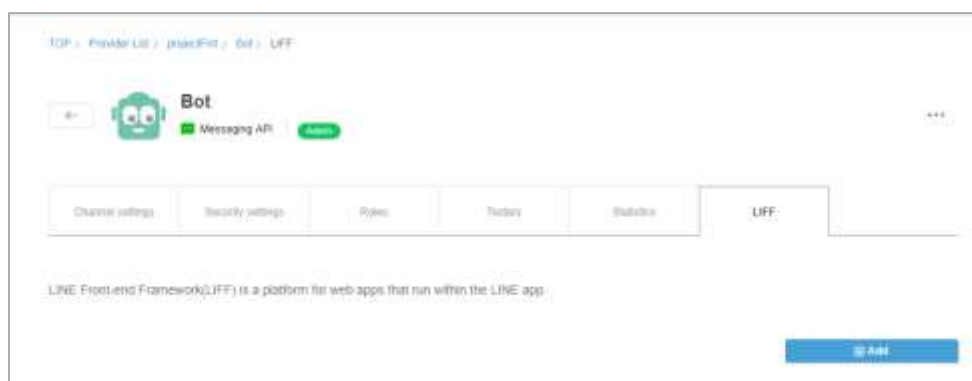 TOP > Provider List > projectFirst > Bot > LIFF
Bot
Messaging API Admin
Channel settings Security settings Roles Testers Statistics LIFF
LINE Front-end Framework(LIFF) is a platform for web apps that run within the LINE app.
Add